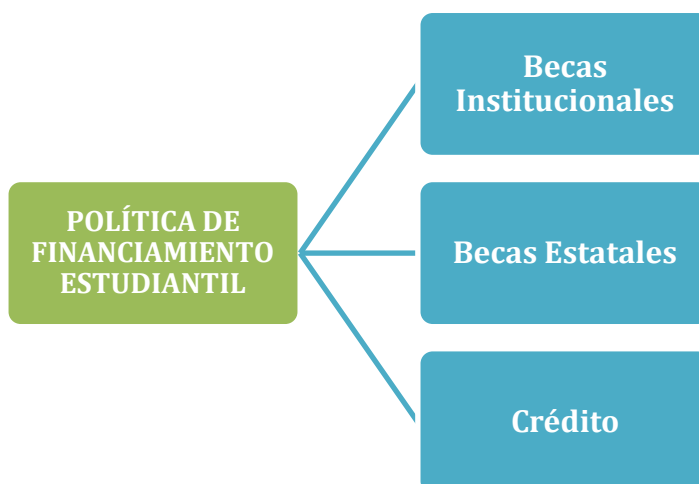 POLÍTICA DE
FINANCIAMIENTO
ESTUDIANTIL
Becas
Institucionales
Becas Estatales
Crédito